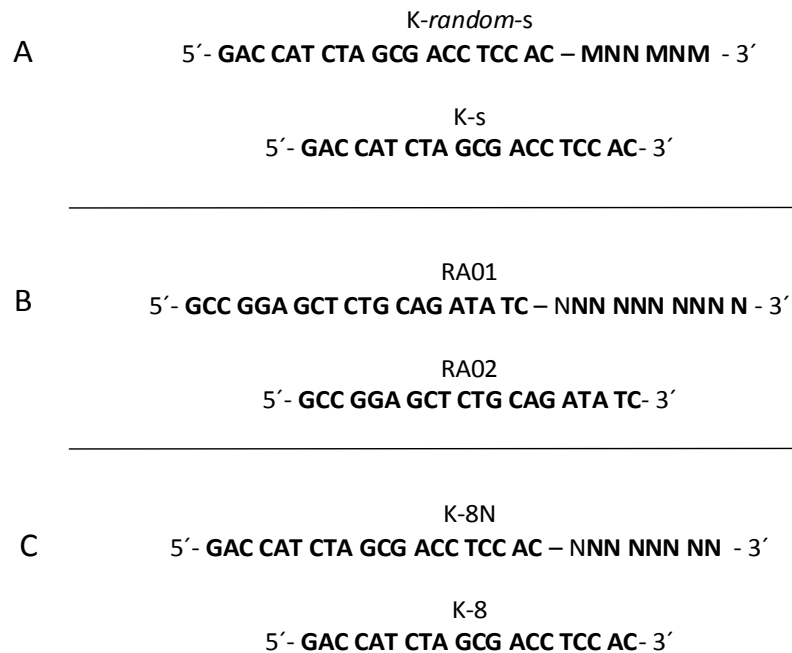 K-random-s
A
5´- GAC CAT CTA GCG ACC TCC AC – MNN MNM - 3´
K-s
5´- GAC CAT CTA GCG ACC TCC AC- 3´
RA01
B
5´- GCC GGA GCT CTG CAG ATA TC – NNN NNN NNN N - 3´
RA02
5´- GCC GGA GCT CTG CAG ATA TC- 3´
K-8N
C
5´- GAC CAT CTA GCG ACC TCC AC – NNN NNN NN - 3´
K-8
5´- GAC CAT CTA GCG ACC TCC AC- 3´